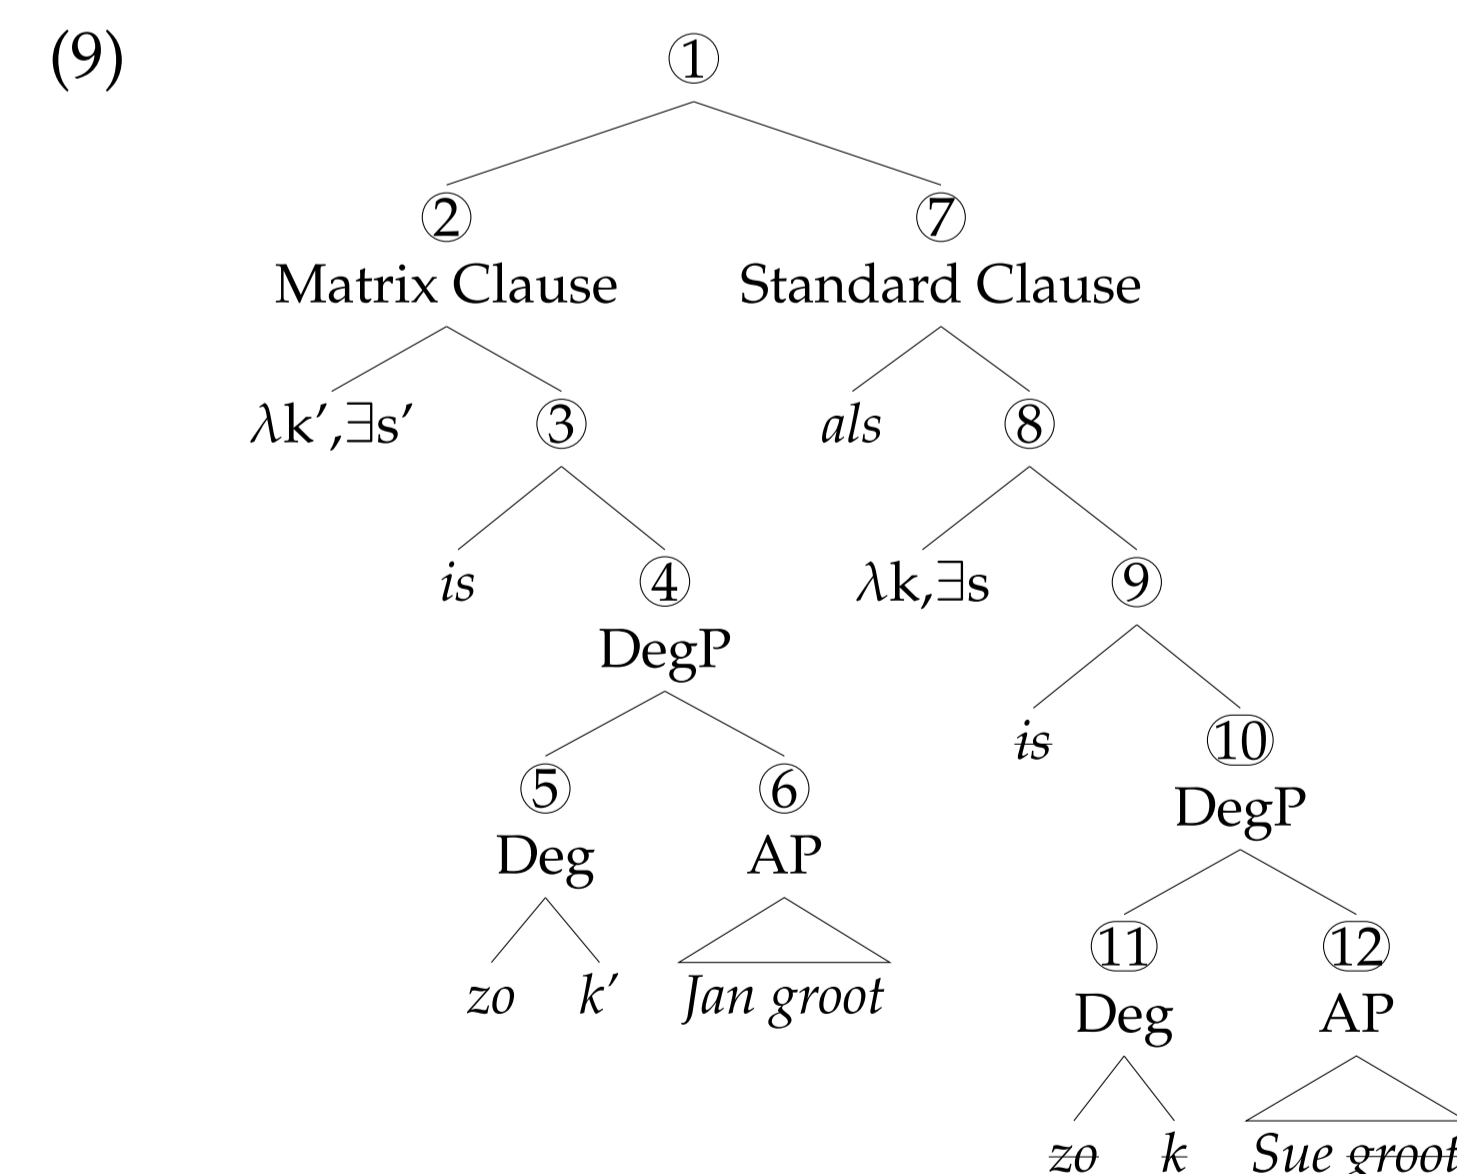 (9) ①
② ⑦
Matrix Clause Standard Clause
λk′,∃s′ ③ als ⑧
is ④ λk,∃s ⑨
DegP is ⑩
⑤ ⑥ DegP
Deg AP ⑪ ⑫
zo k′ Jan groot Deg AP
zo k Sue groot